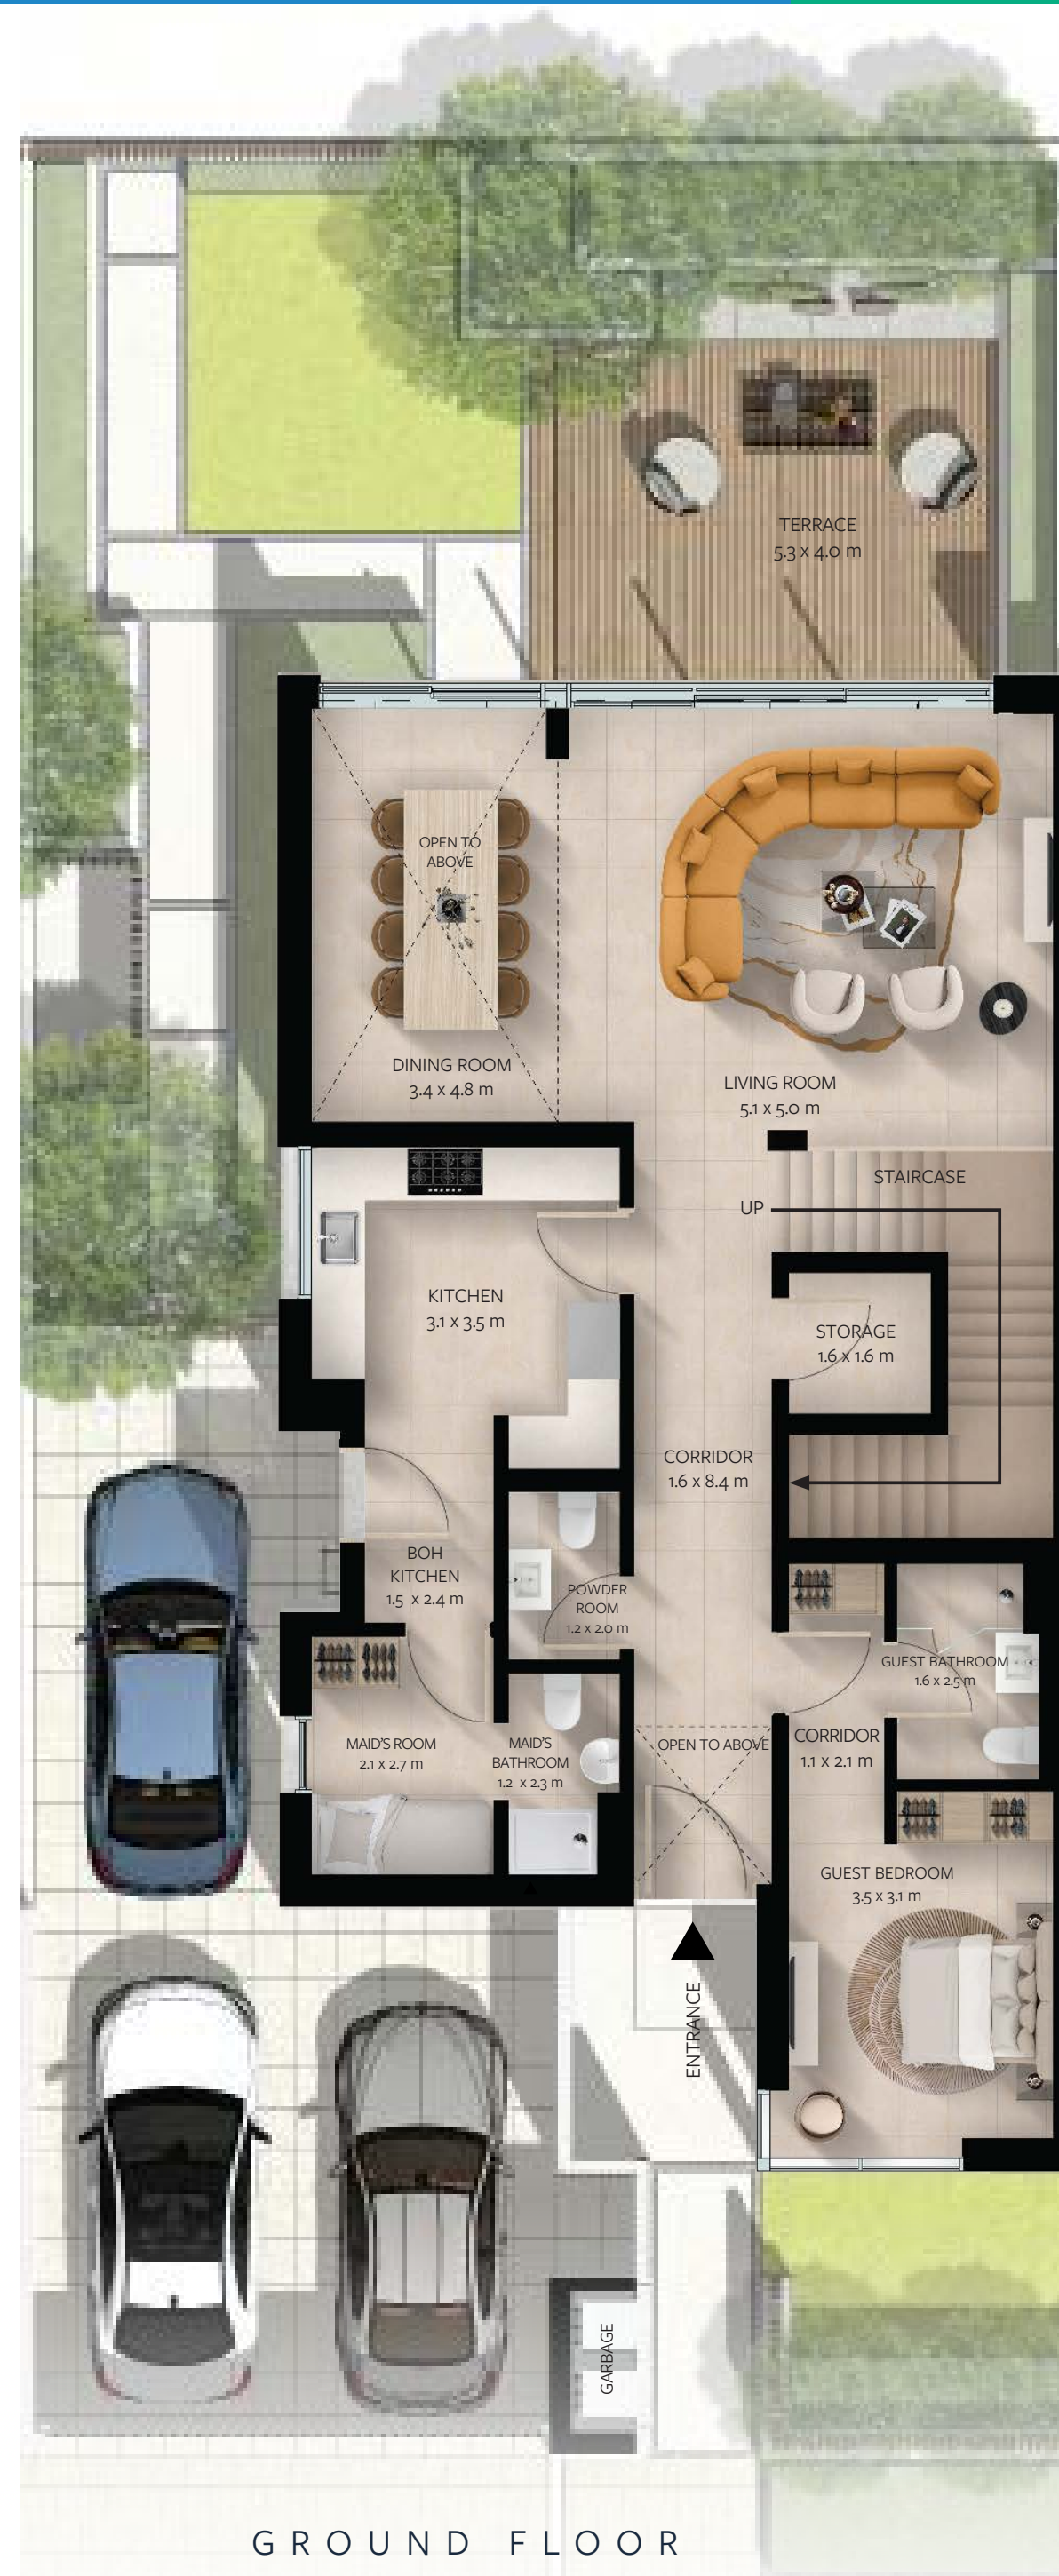 TERRACE
5.3 x 4.0 m
OPEN TO
ABOVE
DINING ROOM
3.4 x 4.8 m
LIVING ROOM
5.1 x 5.0 m
STAIRCASE
UP
KITCHEN
3.1 x 3.5 m
STORAGE
1.6 x 1.6 m
CORRIDOR
1.6 x 8.4 m
BOH
KITCHEN
1.5 x 2.4 m
POWDER
ROOM
1.2 x 2.0 m
GUEST BATHROOM
1.6 x 2.5 m
MAID'S ROOM
2.1 x 2.7 m
MAID'S
BATHROOM
1.2 x 2.3 m
OPEN TO ABOVE
CORRIDOR
1.1 x 2.1 m
GUEST BEDROOM
3.5 x 3.1 m
ENTRANCE
GARBAGE
GROUND FLOOR